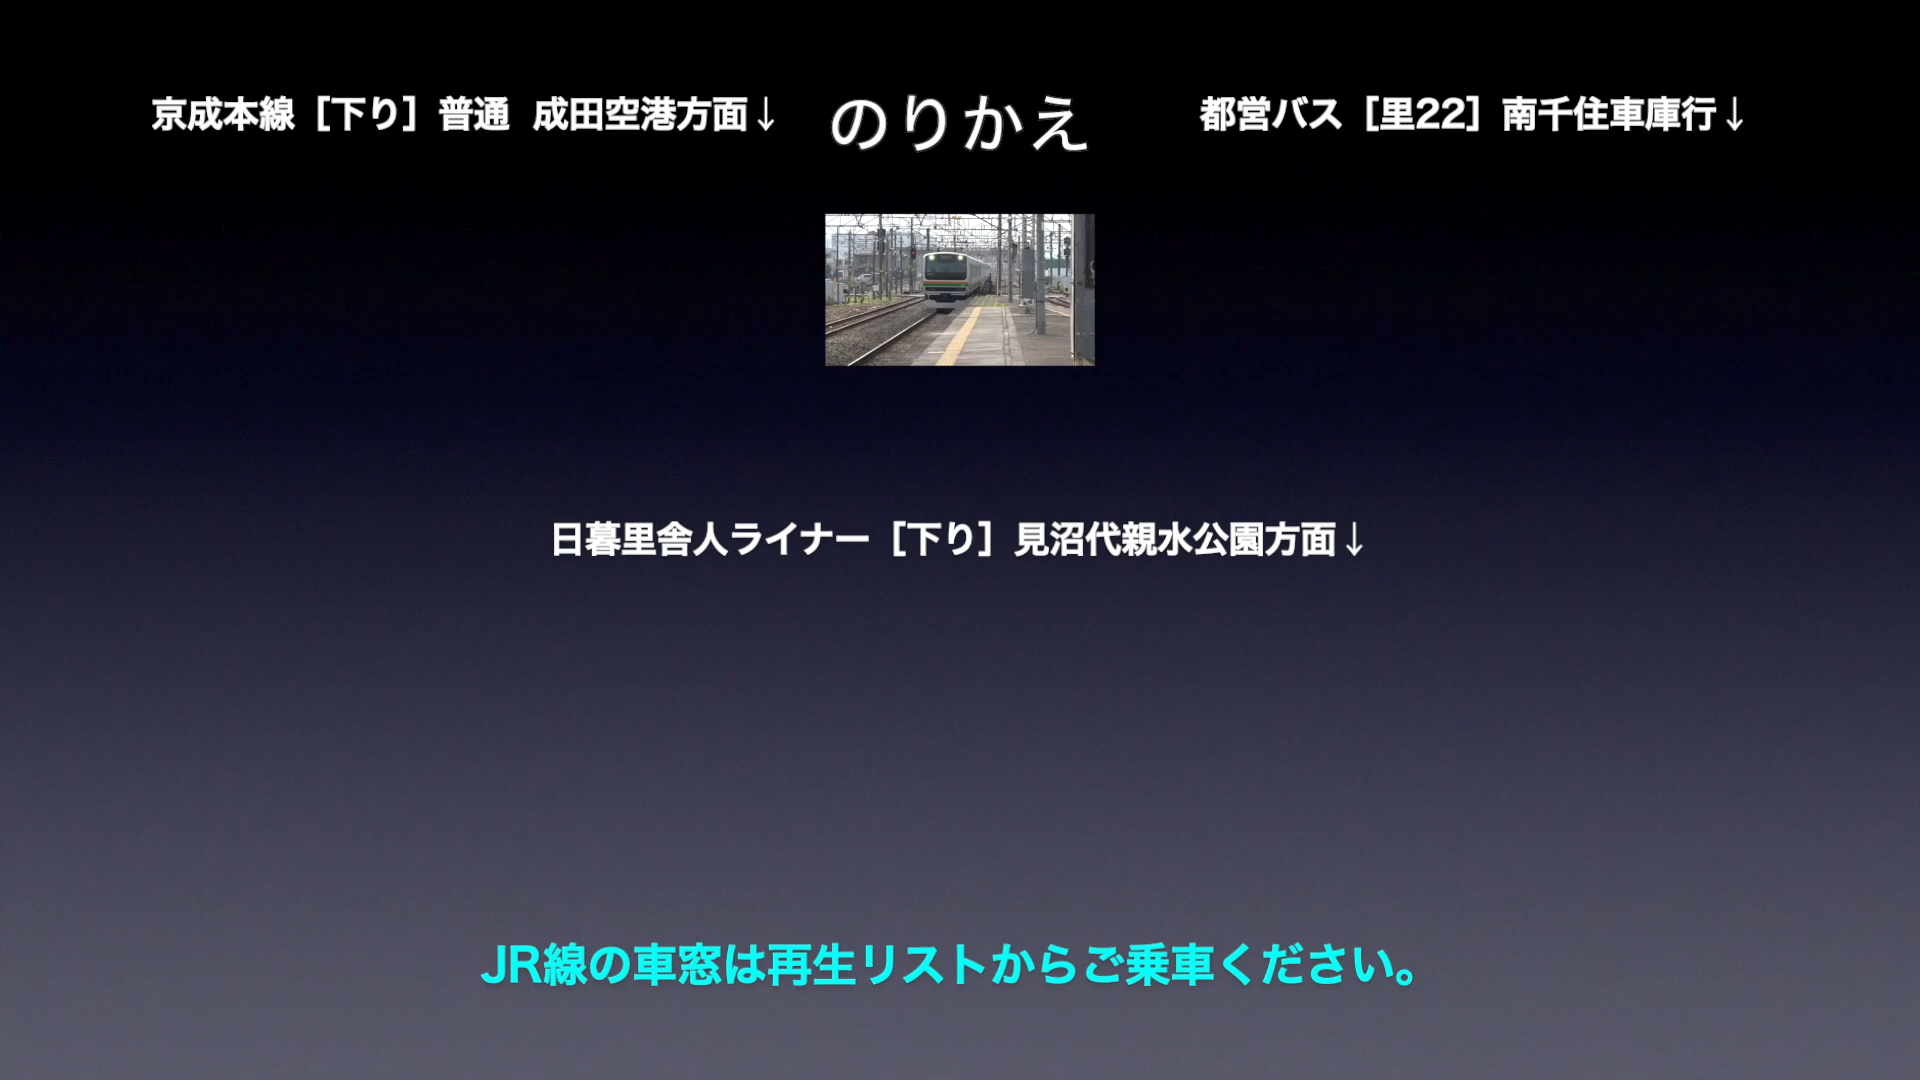 京成本線［下り］普通 成田空港方面↓
のりかえ
都営バス［里22］南千住車庫行↓
日暮里舎人ライナー［下り］見沼代親水公園方面↓
JR線の車窓は再生リストからご乗車ください。